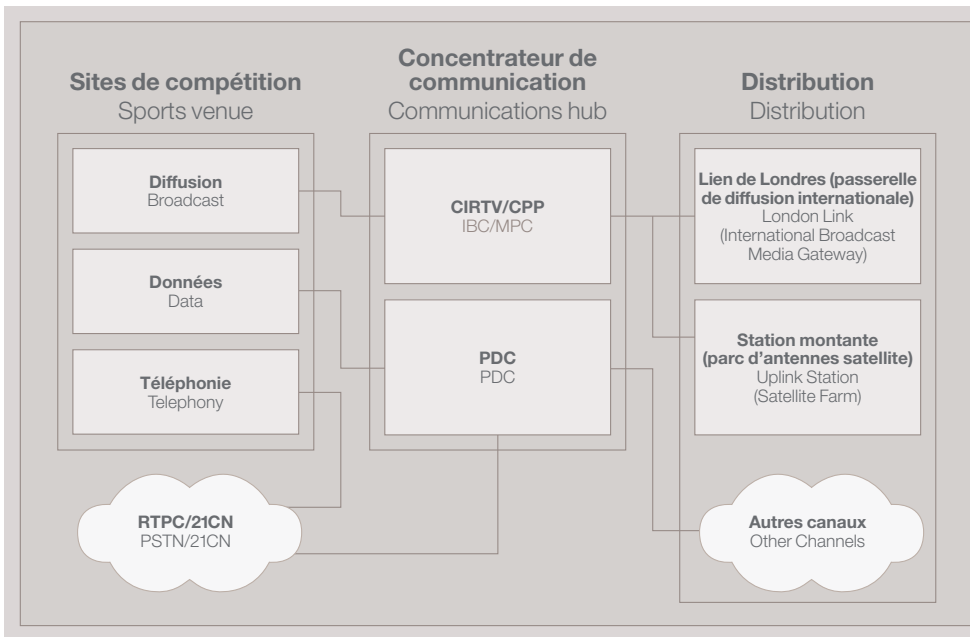 Sites de compétition
Sports venue
Diffusion
Broadcast
Données
Data
Téléphonie
Telephony
RTPC/21CN
PSTN/21CN
Concentrateur de
communication
Communications hub
CIRTV/CPP
IBC/MPC
PDC
PDC
Distribution
Distribution
Lien de Londres (passerelle
de diffusion internationale)
London Link
(International Broadcast
Media Gateway)
Station montante
(parc d'antennes satellite)
Uplink Station
(Satellite Farm)
Autres canaux
Other Channels